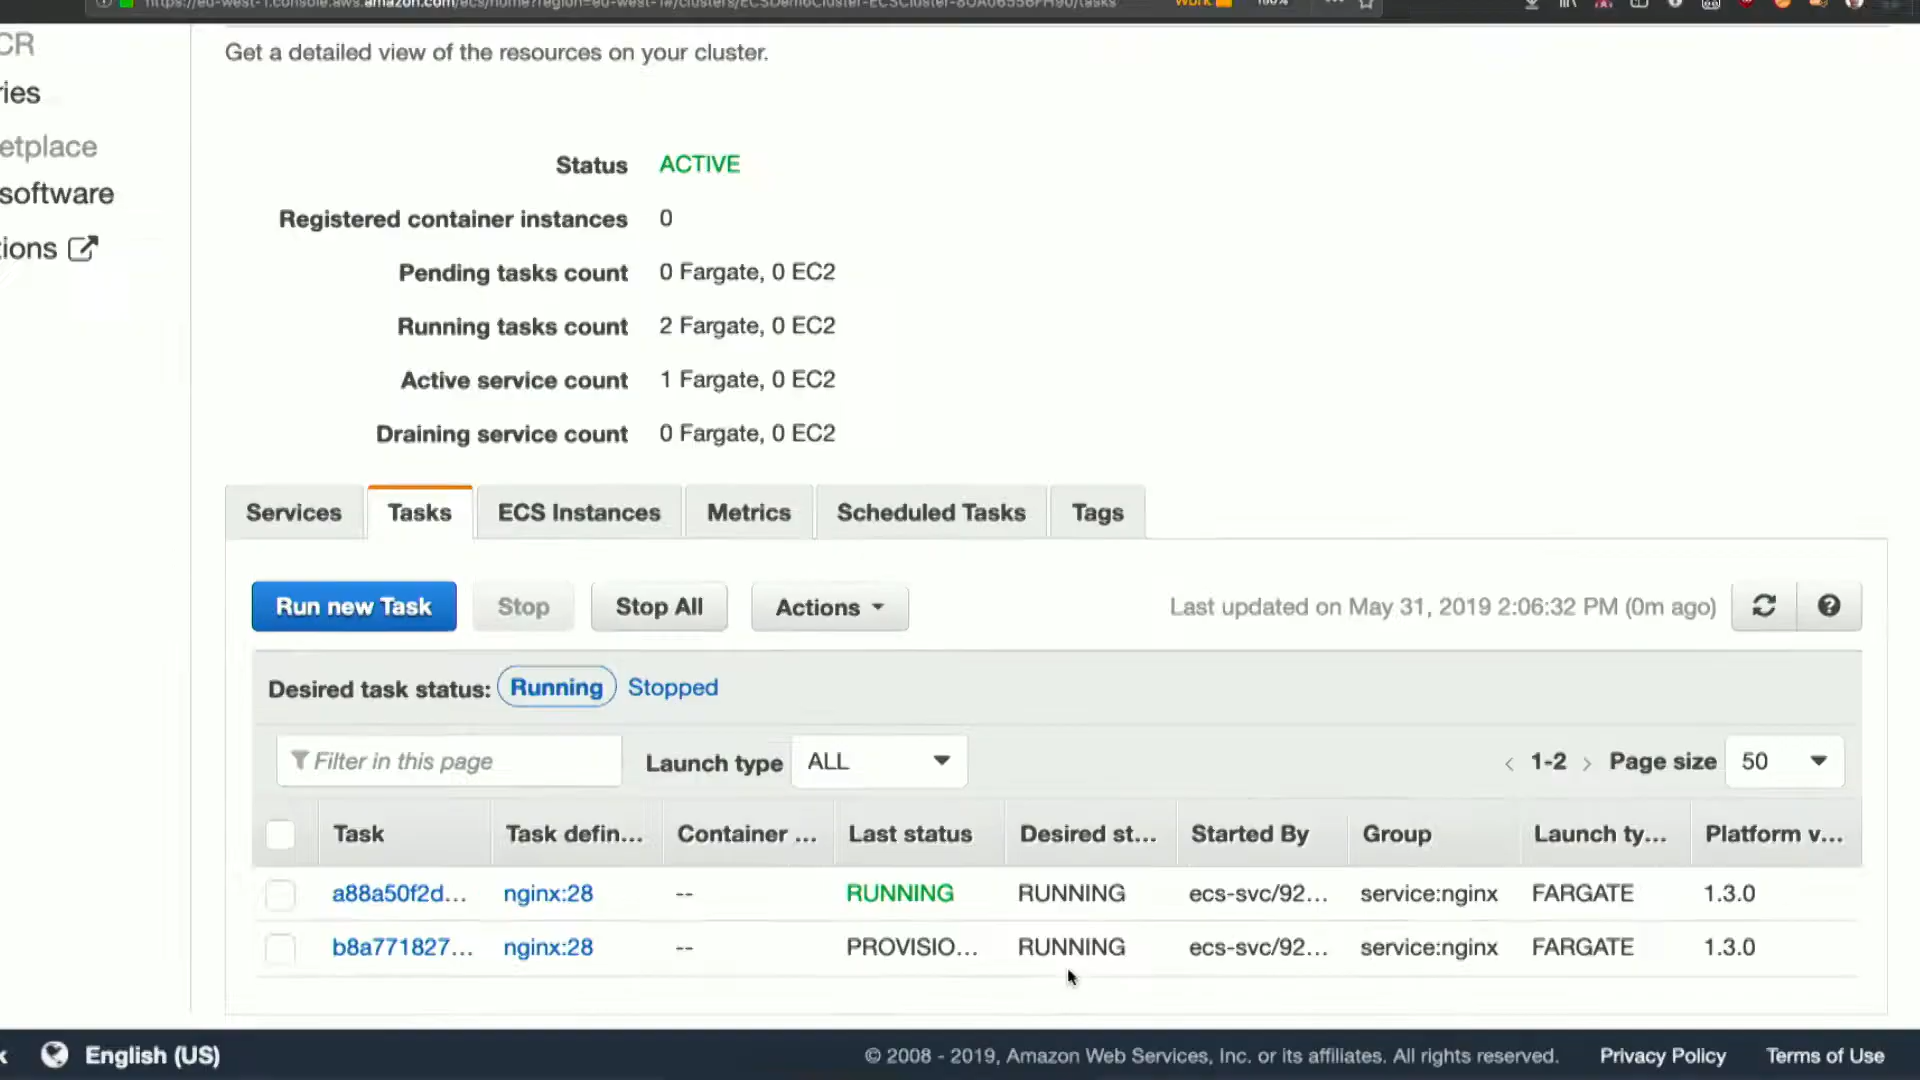 CR
Get a detailed view of the resources on your cluster.
ries
etplace
software
tions
Status ACTIVE
Registered container instances 0
Pending tasks count 0 Fargate, 0 EC2
Running tasks count 2 Fargate, 0 EC2
Active service count 1 Fargate, 0 EC2
Draining service count 0 Fargate, 0 EC2
Services Tasks ECS Instances Metrics Scheduled Tasks Tags
Run new Task Stop Stop All Actions Last updated on May 31, 2019 2:06:32 PM (0m ago)
Desired task status: Running Stopped
Filter in this page Launch type ALL 1-2 Page size 50
Task Task defin... Container ... Last status Desired st... Started By Group Launch ty... Platform v...
a88a50f2d... nginx:28 -- RUNNING RUNNING ecs-svc/92... service:nginx FARGATE 1.3.0
b8a771827... nginx:28 -- PROVISIO... RUNNING ecs-svc/92... service:nginx FARGATE 1.3.0
k English (US) © 2008 - 2019, Amazon Web Services, Inc. or its affiliates. All rights reserved. Privacy Policy Terms of Use